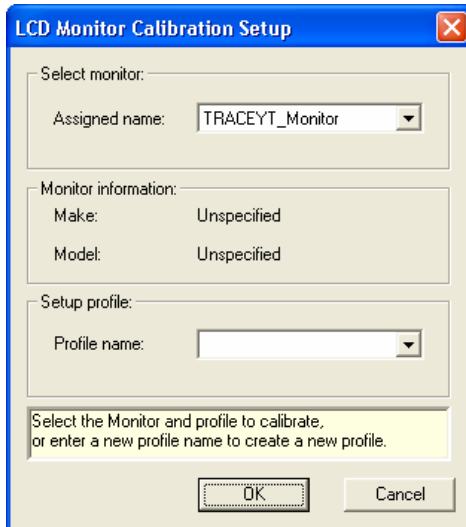 LCD Monitor Calibration Setup
Select monitor:
Assigned name: TRACEYT_Monitor
Monitor information:
Make: Unspecified
Model: Unspecified
Setup profile:
Profile name:
Select the Monitor and profile to calibrate,
or enter a new profile name to create a new profile.
OK Cancel